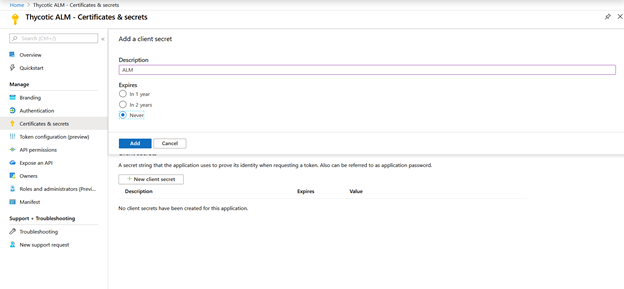 Home > Thycotic ALM - Certificates & secrets
Thycotic ALM - Certificates & secrets
Search (Ctrl+/)
Overview
Quickstart
Manage
Branding
Authentication
Certificates & secrets
Token configuration (preview)
API permissions
Expose an API
Owners
Roles and administrators (Previ...
Manifest
Support + Troubleshooting
Troubleshooting
New support request
Add a client secret
Description
ALM
Expires
In 1 year
In 2 years
Never
Add Cancel
A secret string that the application uses to prove its identity when requesting a token. Also can be referred to as application password.
+ New client secret
Description Expires Value
No client secrets have been created for this application.